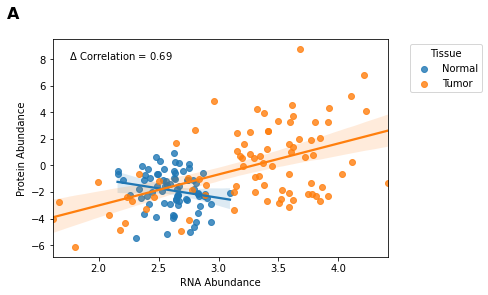 A
Δ Correlation = 0.69
Tissue
Normal
Tumor
8
6
4
2
0
−2
−4
−6
Protein Abundance
2.0 2.5 3.0 3.5 4.0
RNA Abundance